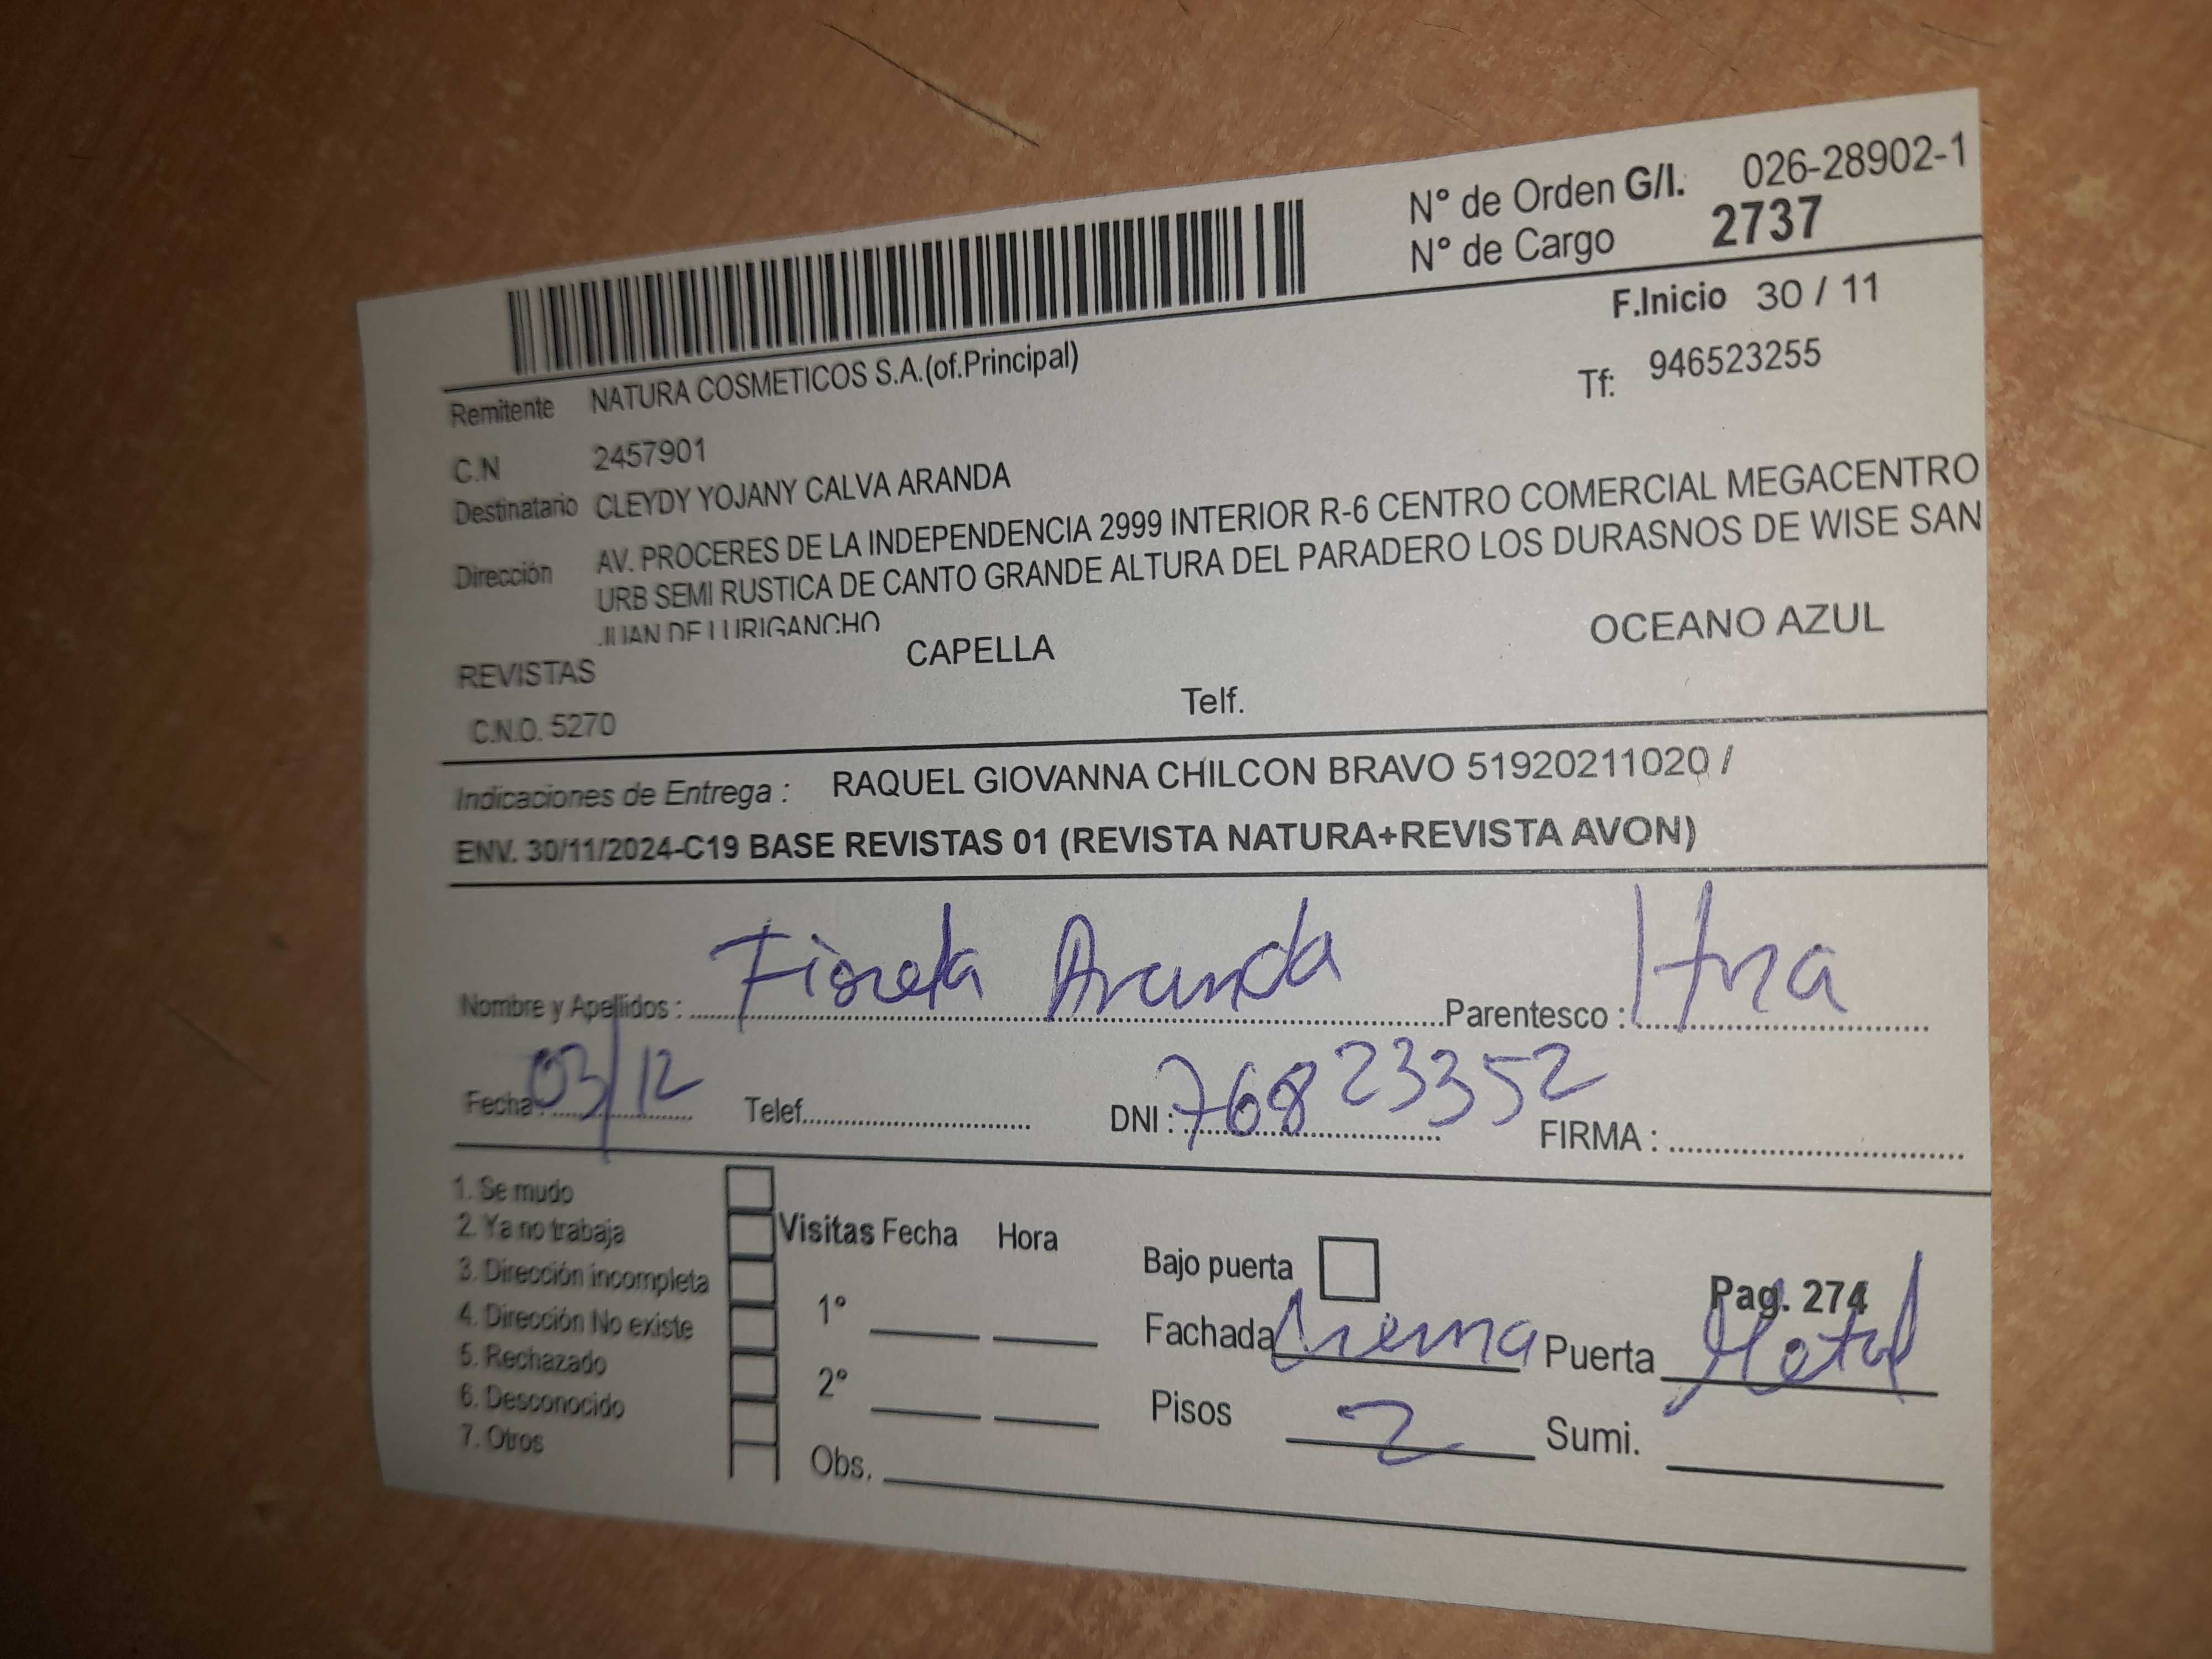 N° de Orden G/I. 026-28902-1
N° de Cargo 2737
F.Inicio 30 / 11
Remitente NATURA COSMETICOS S.A.(of.Principal)
Tf: 946523255
C.N 2457901
Destinatario CLEYDY YOJANY CALVA ARANDA
Dirección AV. PROCERES DE LA INDEPENDENCIA 2999 INTERIOR R-6 CENTRO COMERCIAL MEGACENTRO
URB SEMI RUSTICA DE CANTO GRANDE ALTURA DEL PARADERO LOS DURASNOS DE WISE SAN
JUAN DE LURIGANCHO
REVISTAS CAPELLA OCEANO AZUL
C.N.O. 5270 Telf.
Indicaciones de Entrega : RAQUEL GIOVANNA CHILCON BRAVO 51920211020 /
ENV. 30/11/2024-C19 BASE REVISTAS 01 (REVISTA NATURA+REVISTA AVON)
Nombre y Apellidos : Fiorela Aranda Parentesco : Hna
Fecha : 03/12 Telef. DNI : 76823352 FIRMA :
1. Se mudo
2. Ya no trabaja
3. Dirección incompleta
4. Dirección No existe
5. Rechazado
6. Desconocido
7. Otros
Visitas Fecha Hora
1°
2°
Obs.
Bajo puerta Pag. 274
Fachada Crema Puerta Metal
Pisos 2 Sumi.